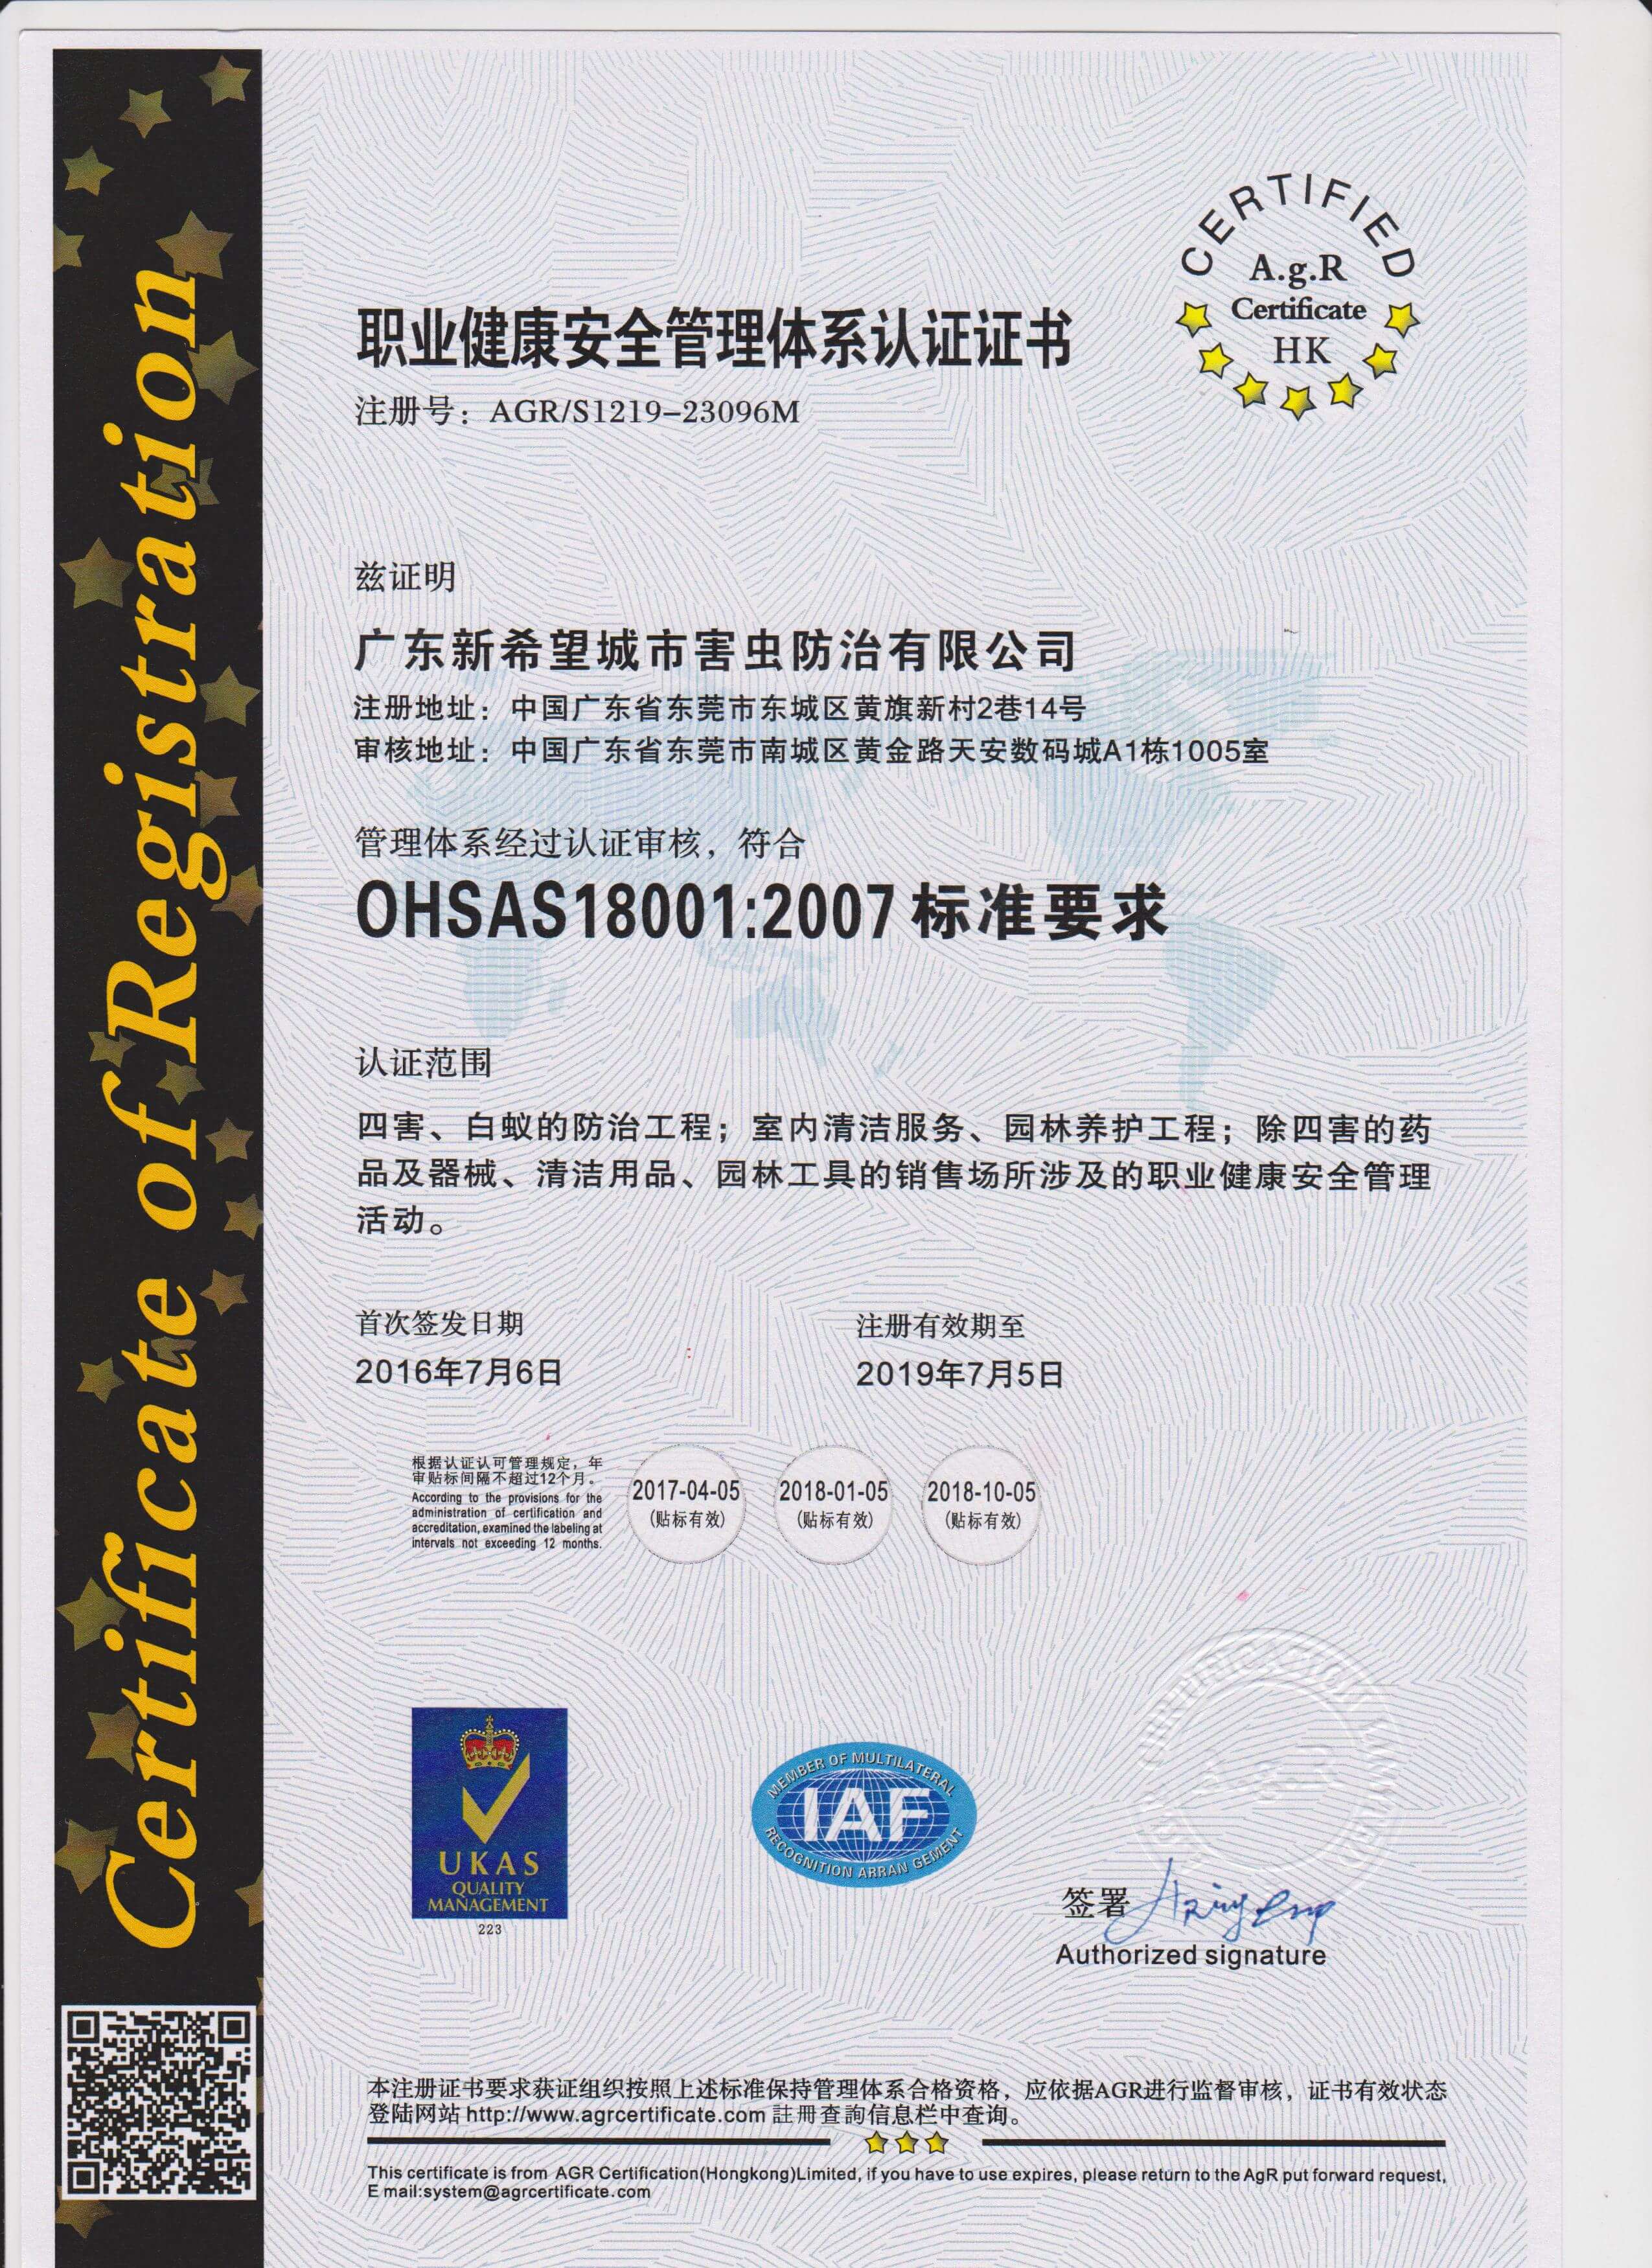 Certificate of Registration
CERTIFIED
A.g.R
Certificate
HK
职业健康安全管理体系认证证书
注册号：AGR/S1219-23096M
兹证明
广东新希望城市害虫防治有限公司
注册地址：中国广东省东莞市东城区黄旗新村2巷14号
审核地址：中国广东省东莞市南城区黄金路天安数码城A1栋1005室
管理体系经过认证审核，符合
OHSAS18001:2007标准要求
认证范围
四害、白蚁的防治工程；室内清洁服务、园林养护工程；除四害的药
品及器械、清洁用品、园林工具的销售场所涉及的职业健康安全管理
活动。
首次签发日期
2016年7月6日
注册有效期至
2019年7月5日
根据认证认可管理规定，年
审贴标间隔不超过12个月。
According to the provisions for the
administration of certification and
accreditation, examined the labeling at
intervals not exceeding 12 months.
2017-04-05
(贴标有效)
2018-01-05
(贴标有效)
2018-10-05
(贴标有效)
UKAS
QUALITY
MANAGEMENT
223
MEMBER OF MULTILATERAL
IAF
RECOGNITION ARRAN GEMENT
签署
Authorized signature
本注册证书要求获证组织按照上述标准保持管理体系合格资格，应依据AGR进行监督审核，证书有效状态
登陆网站 http://www.agrcertificate.com 註冊查詢信息栏中查询。
This certificate is from AGR Certification(Hongkong)Limited, if you have to use expires, please return to the AgR put forward request,
E mail:system@agrcertificate.com